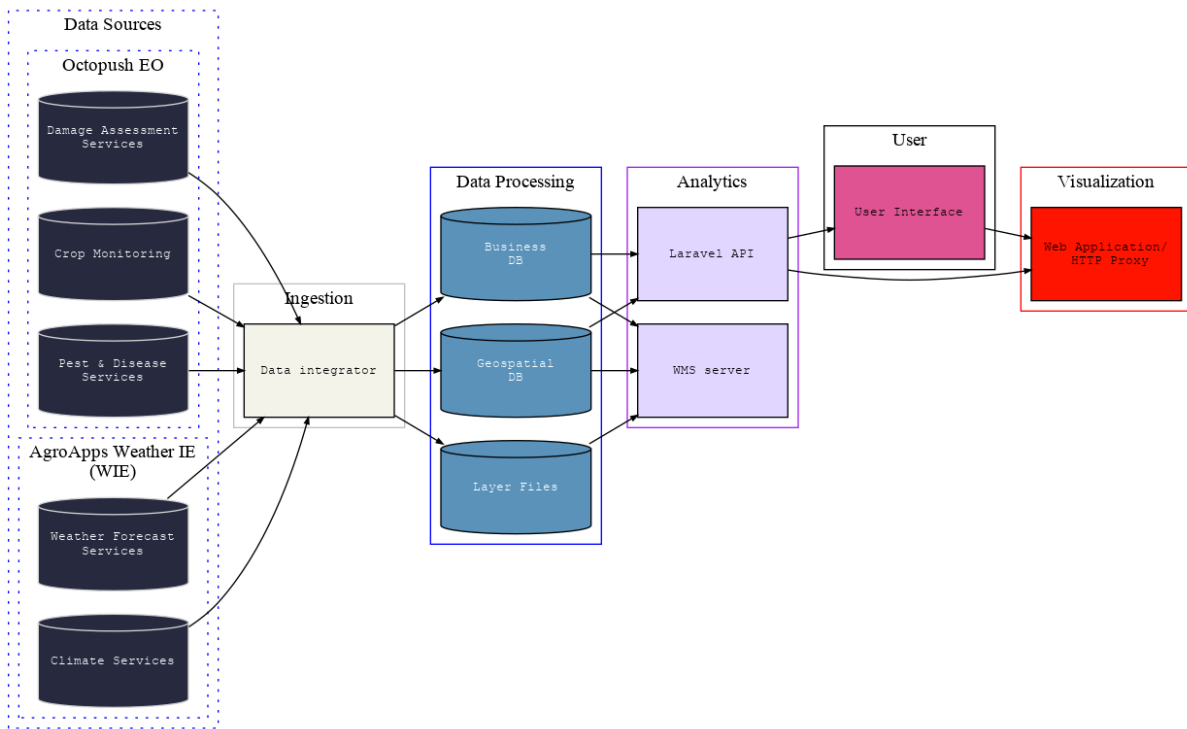 Data Sources
Octopush EO
Damage Assessment
Services
Crop Monitoring
Pest & Disease
Services
AgroApps Weather IE
(WIE)
Weather Forecast
Services
Climate Services
Ingestion
Data integrator
Data Processing
Business
DB
Geospatial
DB
Layer Files
Analytics
Laravel API
WMS server
User
User Interface
Visualization
Web Application/
HTTP Proxy